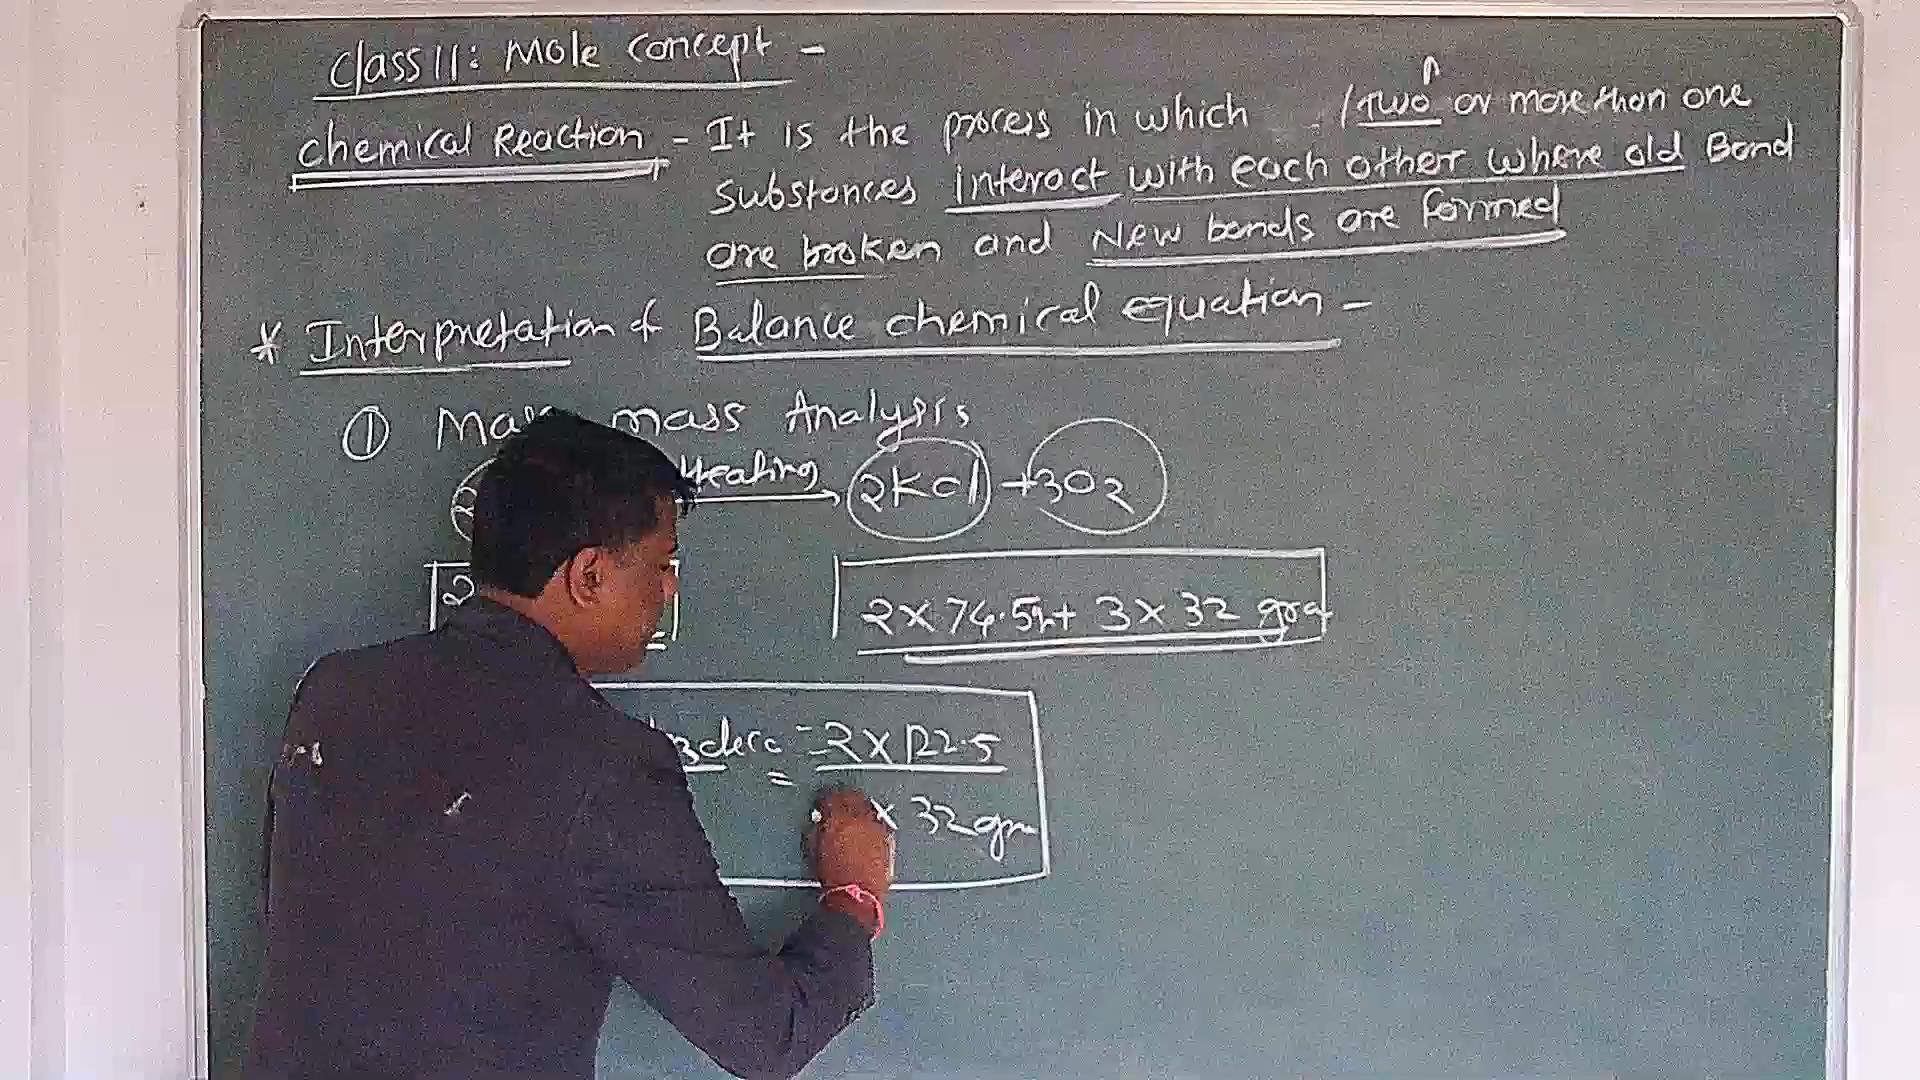 Class 11: Mole concept -
Chemical Reaction - It is the process in which / Two or more than one
substances interact with each other where old Bond
are broken and New bonds are formed
* Interpretation of Balance chemical equation -
① mass Analysis
2 Heating 2KCl + 3O2
2 2 x 74.5 + 3 x 32
= 2 x 122.5
= x 32 gm